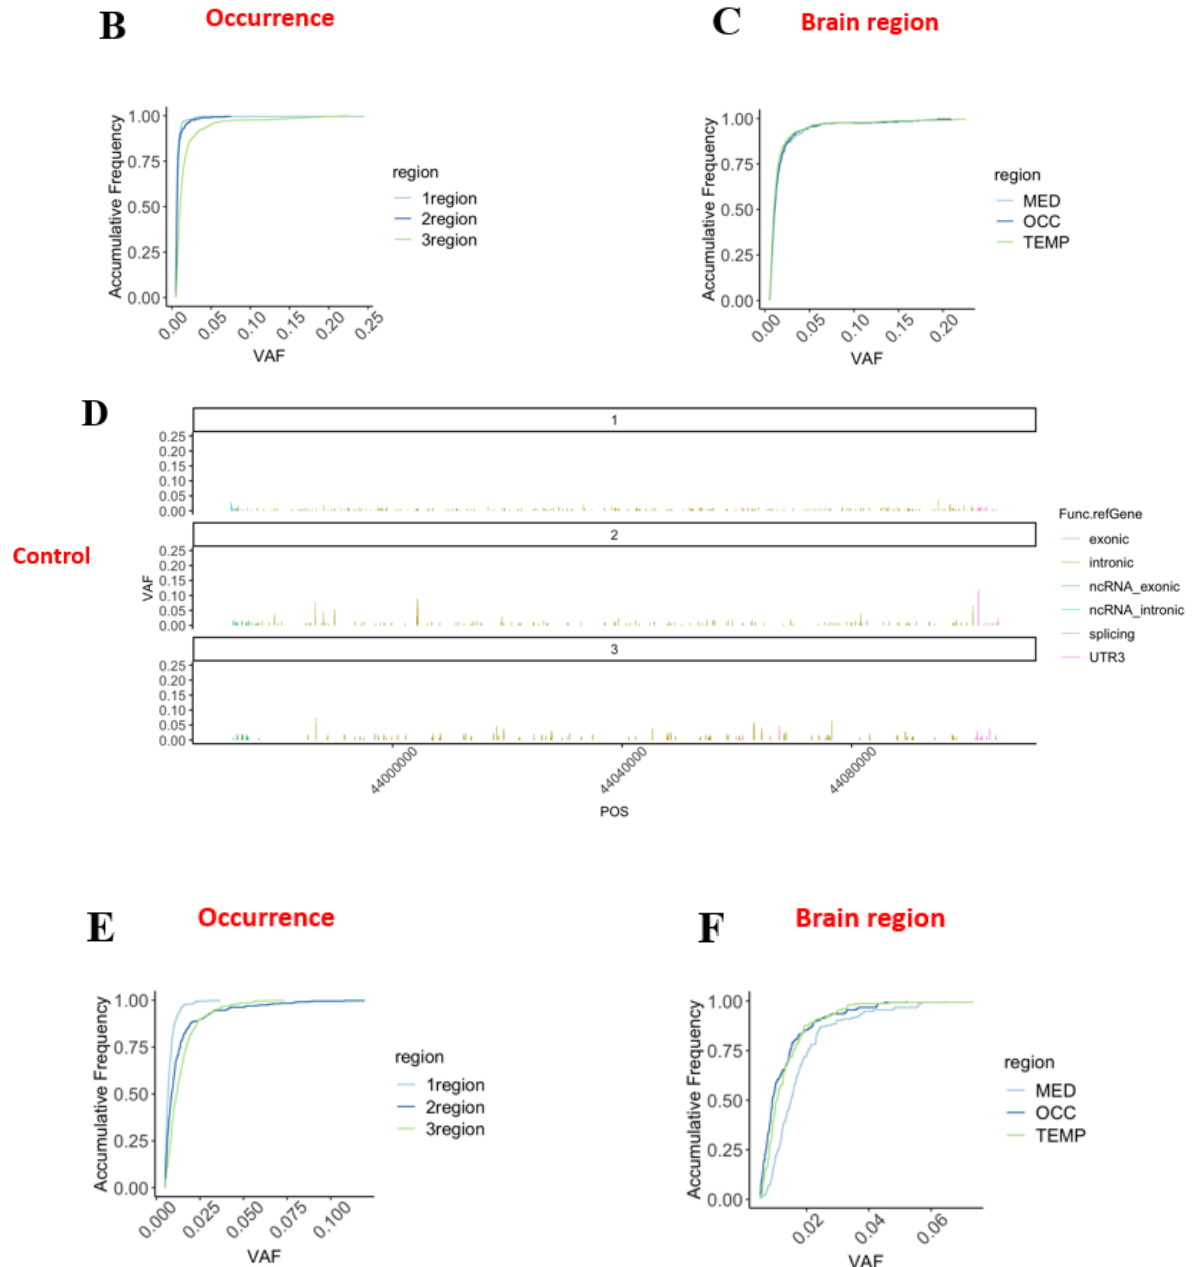 B
Occurrence
1.00
0.75
0.50
0.25
0.00
Accumulative Frequency
0.00
0.05
0.10
0.15
0.20
0.25
VAF
region
1region
2region
3region
C
Brain region
1.00
0.75
0.50
0.25
0.00
Accumulative Frequency
0.00
0.05
0.10
0.15
0.20
VAF
region
MED
OCC
TEMP
D
Control
VAF
1
0.25
0.20
0.15
0.10
0.05
0.00
2
0.25
0.20
0.15
0.10
0.05
0.00
3
0.25
0.20
0.15
0.10
0.05
0.00
44000000
44040000
44080000
POS
Func.refGene
exonic
intronic
ncRNA_exonic
ncRNA_intronic
splicing
UTR3
E
Occurrence
1.00
0.75
0.50
0.25
0.00
Accumulative Frequency
0.000
0.025
0.050
0.075
0.100
VAF
region
1region
2region
3region
F
Brain region
1.00
0.75
0.50
0.25
0.00
Accumulative Frequency
0.02
0.04
0.06
VAF
region
MED
OCC
TEMP